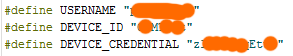 #define USERNAME "
#define DEVICE_ID "
#define DEVICE_CREDENTIAL "